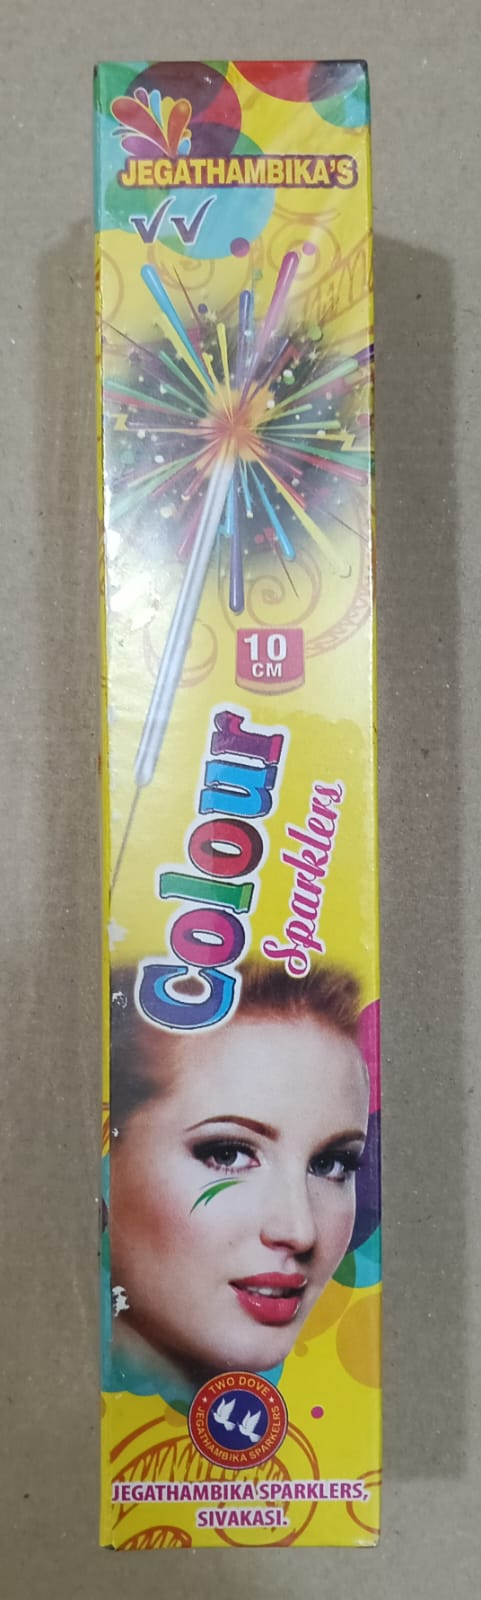 JEGATHAMBIKA'S
10
CM
Colour
Sparklers
TWO DOVE
JEGATHAMBIKA SPARKLERS
JEGATHAMBIKA SPARKLERS,
SIVAKASI.